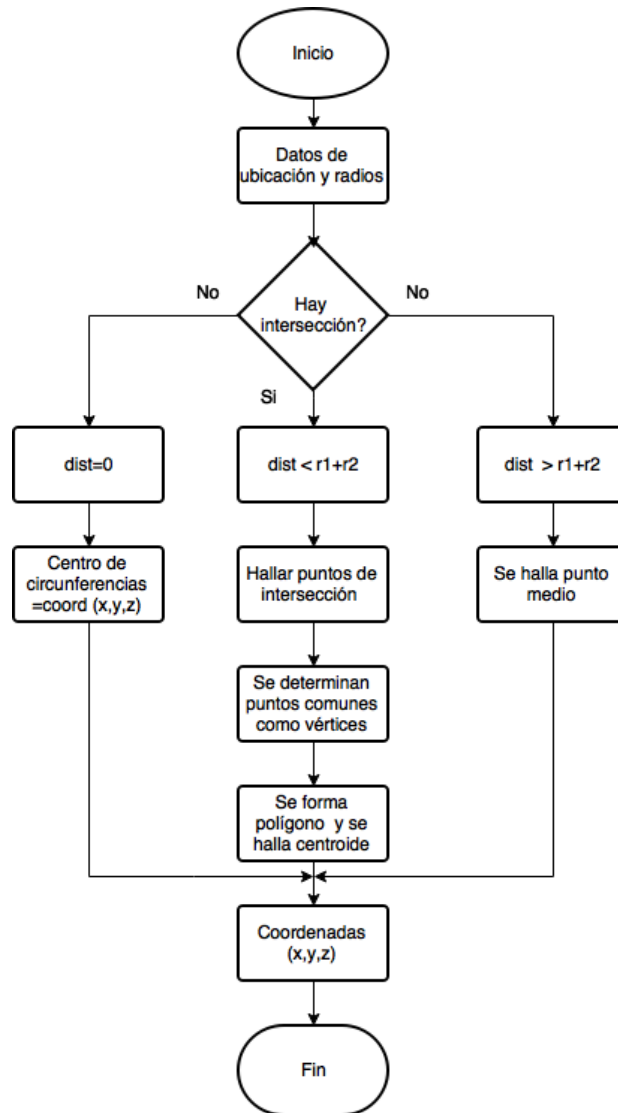 Inicio
Datos de
ubicación y radios
No
Hay
intersección?
No
Si
dist=0
dist < r1+r2
dist > r1+r2
Centro de
circunferencias
=coord (x,y,z)
Hallar puntos de
intersección
Se halla punto
medio
Se determinan
puntos comunes
como vértices
Se forma
polígono y se
halla centroide
Coordenadas
(x,y,z)
Fin